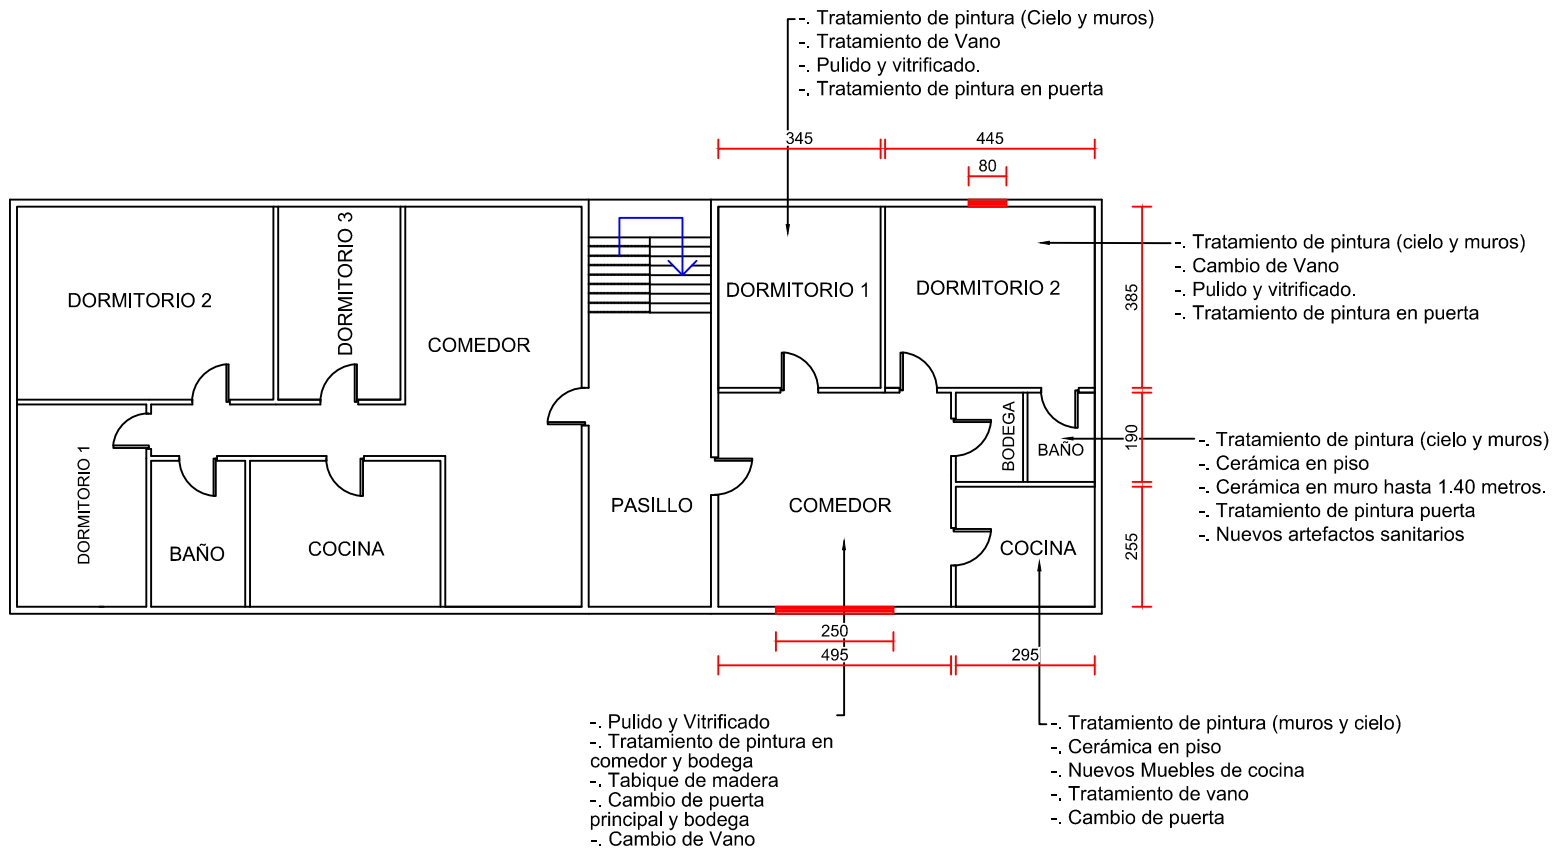 -. Tratamiento de pintura (Cielo y muros)
-. Tratamiento de Vano
-. Pulido y vitrificado.
-. Tratamiento de pintura en puerta
345
445
80
DORMITORIO 2
DORMITORIO 3
COMEDOR
DORMITORIO 1
DORMITORIO 2
385
-. Tratamiento de pintura (cielo y muros)
-. Cambio de Vano
-. Pulido y vitrificado.
-. Tratamiento de pintura en puerta
DORMITORIO 1
BAÑO
COCINA
PASILLO
COMEDOR
BODEGA
BAÑO
COCINA
190
255
-. Tratamiento de pintura (cielo y muros)
-. Cerámica en piso
-. Cerámica en muro hasta 1.40 metros.
-. Tratamiento de pintura puerta
-. Nuevos artefactos sanitarios
250
495
295
-. Pulido y Vitrificado
-. Tratamiento de pintura en
comedor y bodega
-. Tabique de madera
-. Cambio de puerta
principal y bodega
-. Cambio de Vano
-. Tratamiento de pintura (muros y cielo)
-. Cerámica en piso
-. Nuevos Muebles de cocina
-. Tratamiento de vano
-. Cambio de puerta